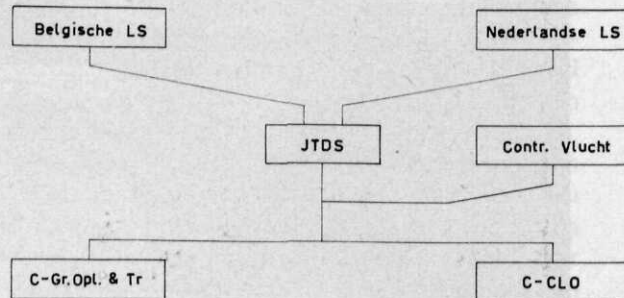 Belgische LS
Nederlandse LS
JTDS
Contr. Vlucht
C-Gr.Opl. & Tr
C-CLO